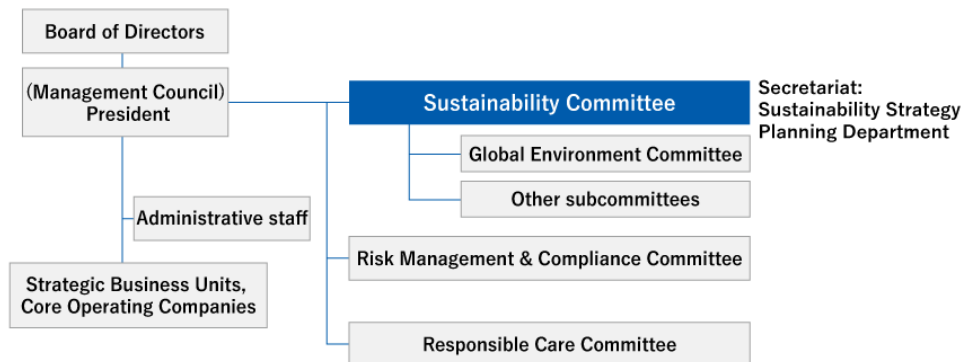 Board of Directors
(Management Council)
President
Sustainability Committee
Secretariat:
Sustainability Strategy
Planning Department
Global Environment Committee
Other subcommittees
Administrative staff
Risk Management & Compliance Committee
Strategic Business Units,
Core Operating Companies
Responsible Care Committee